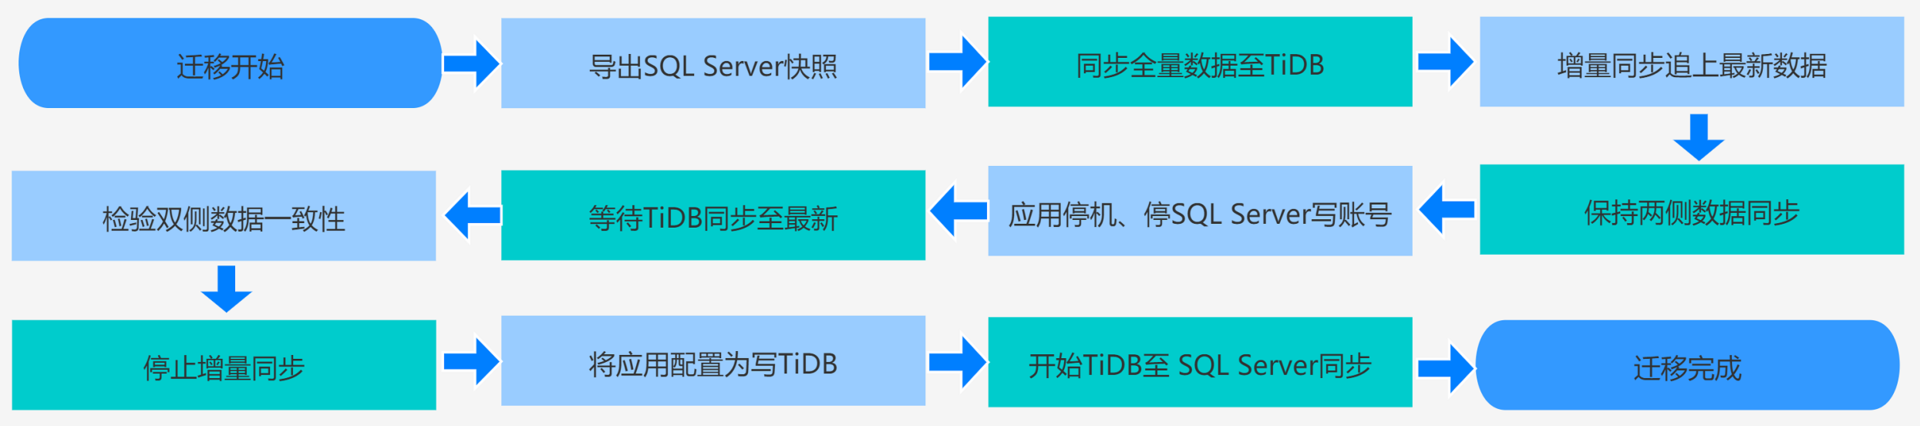 迁移开始
导出SQL Server快照
同步全量数据至TiDB
增量同步追上最新数据
保持两侧数据同步
应用停机、停SQL Server写账号
等待TiDB同步至最新
检验双侧数据一致性
停止增量同步
将应用配置为写TiDB
开始TiDB至 SQL Server同步
迁移完成